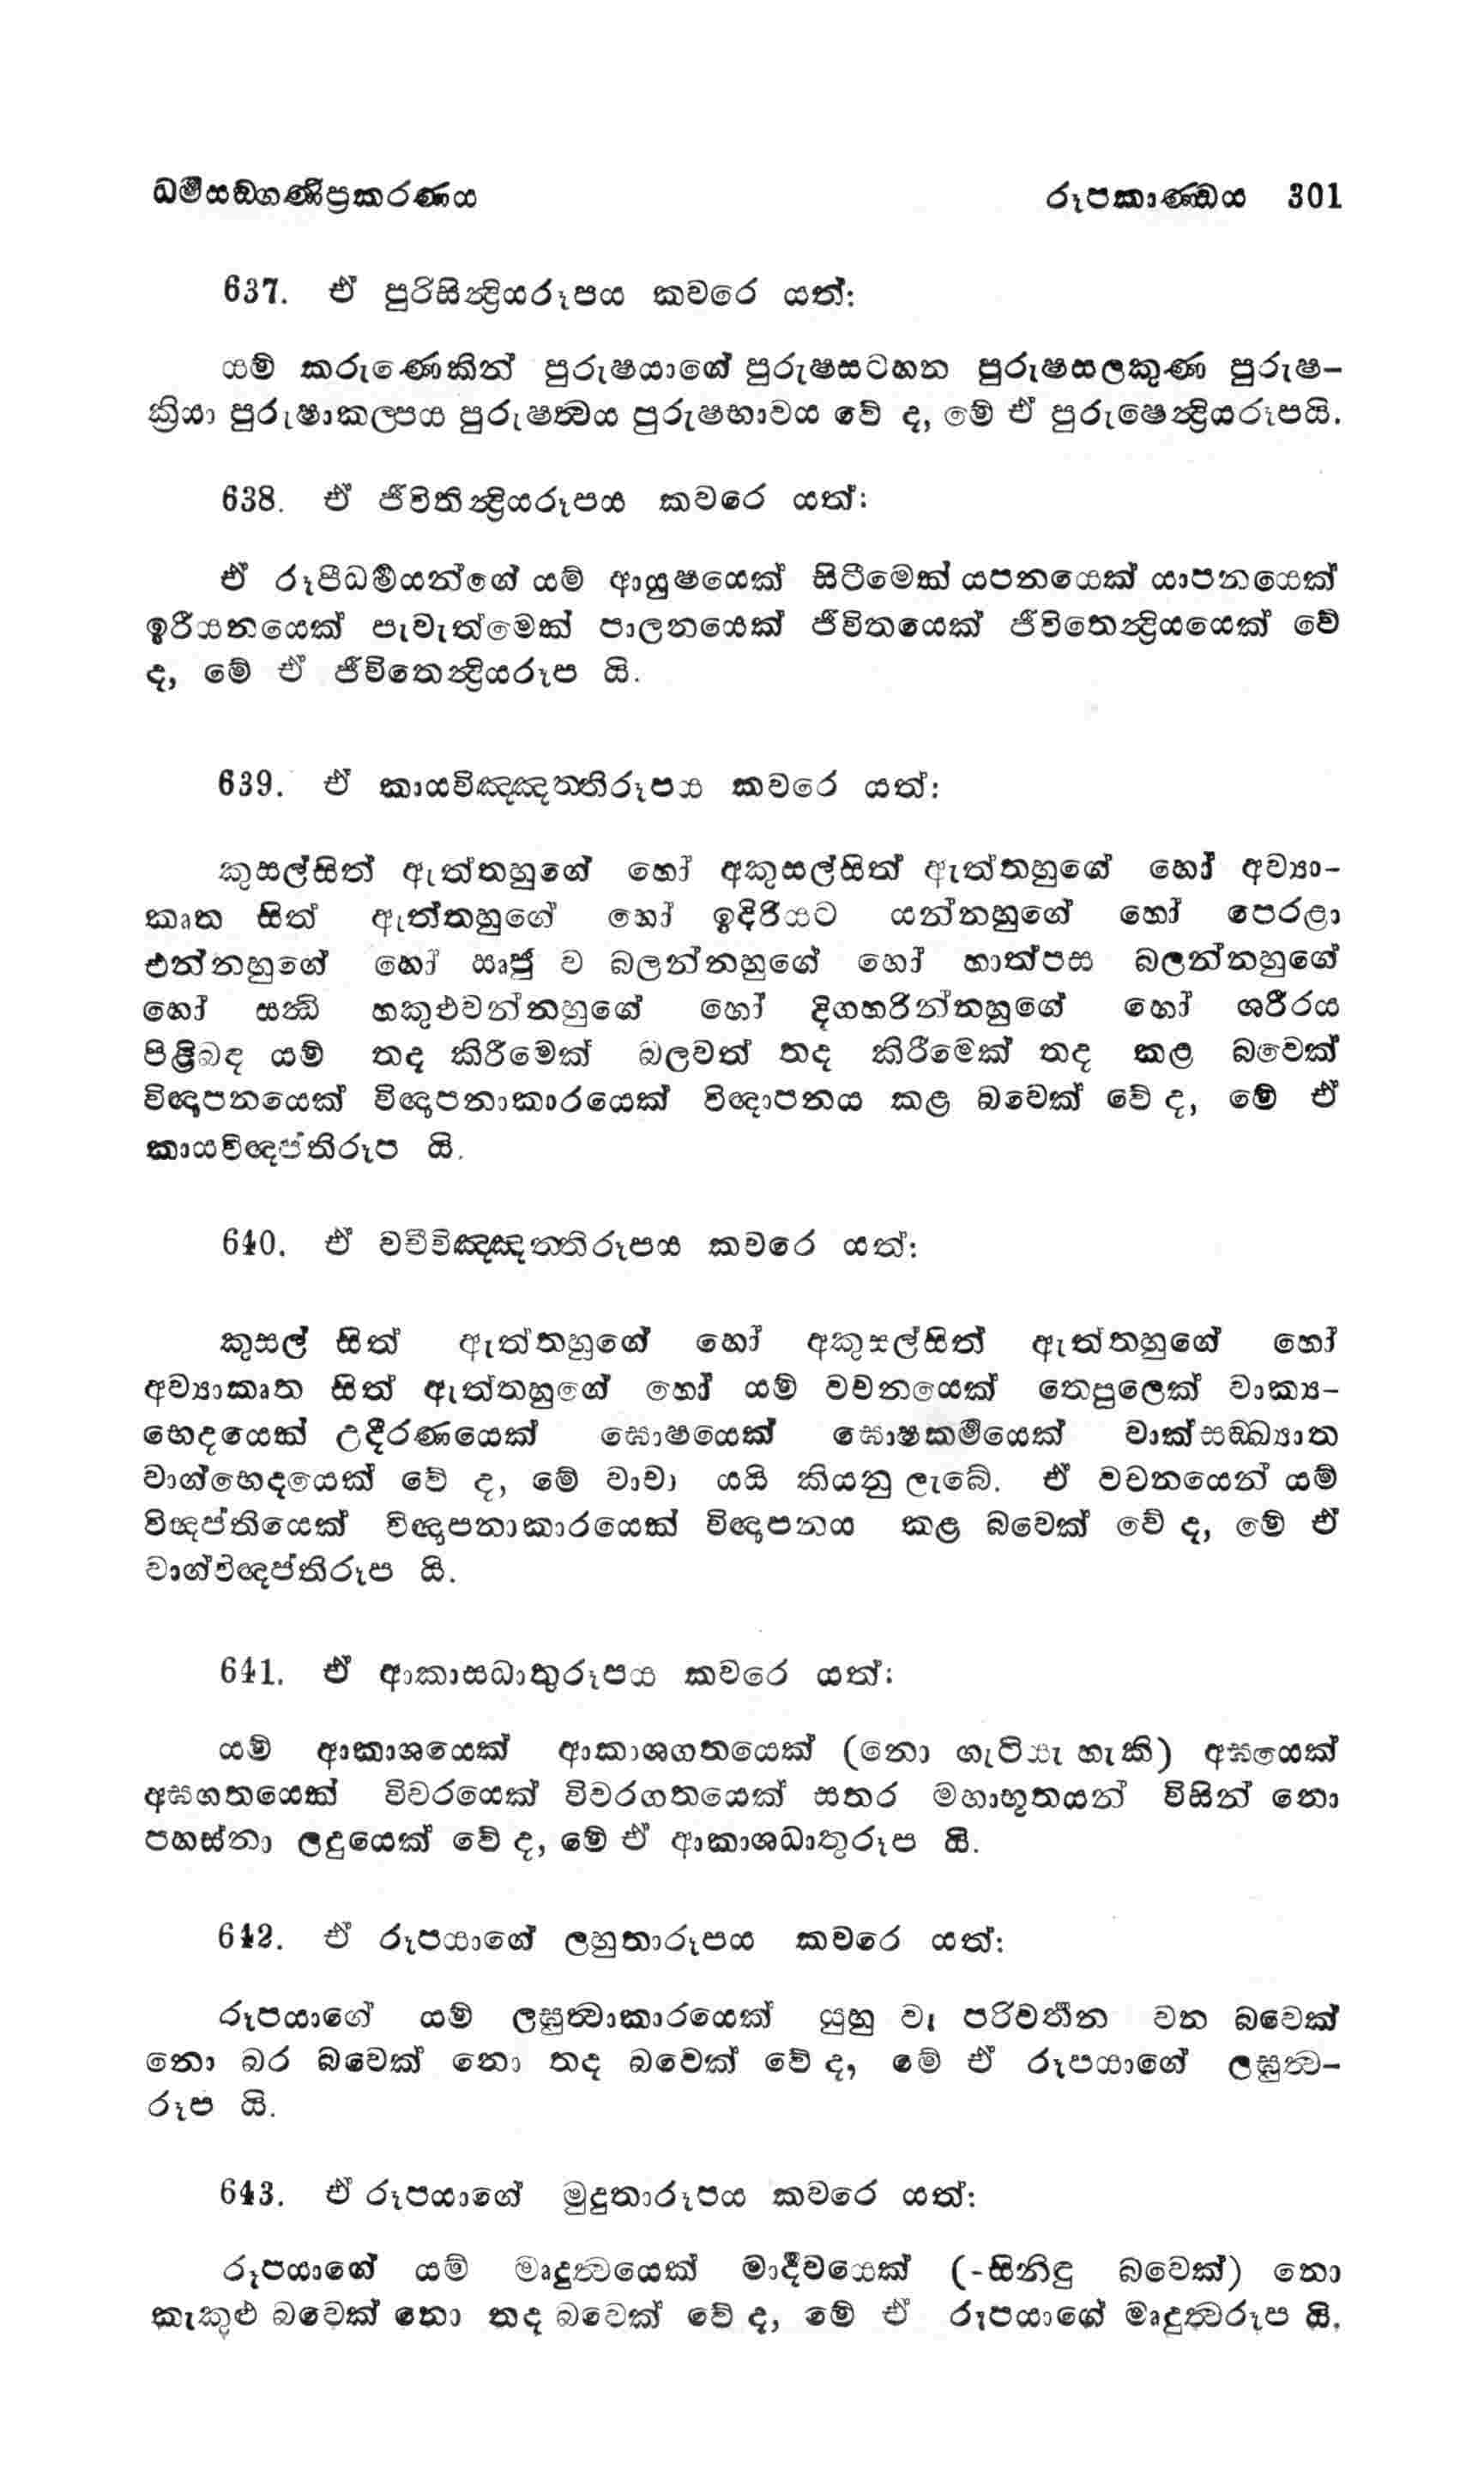 ධර්‍මසඞ්ගණිප්‍රකරණය රූපකාණ්ඩය 301
637. ඒ පුරිසින්‍ද්‍රියරූපය කවරෙ යත්:
යම් කරුණෙකින් පුරුෂයාගේ පුරුෂසටහන පුරුෂසලකුණ පුරුෂ-
ක්‍රියා පුරුෂාකල්පය පුරුෂත්‍වය පුරුෂභාවය වේ ද, මේ ඒ පුරුෂෙන්‍ද්‍රියරූපයි.
638. ඒ ජීවිතින්‍ද්‍රියරූපය කවරෙ යත්:
ඒ රූපීධර්‍මයන්ගේ යම් ආයුෂයෙක් සිටීමෙක් යපනයෙක් යාපනයෙක්
ඉරීයනයෙක් පැවැත්මෙක් පාලනයෙක් ජීවිතයෙක් ජීවිතෙන්‍ද්‍රියයෙක් වේ
ද, මේ ඒ ජීවිතෙන්‍ද්‍රියරූප යි.
639. ඒ කායවිඤ්ඤත්තිරූපය කවරෙ යත්:
කුසල්සිත් ඇත්තහුගේ හෝ අකුසල්සිත් ඇත්තහුගේ හෝ අව්‍යා-
කෘත සිත් ඇත්තහුගේ හෝ ඉදිරියට යන්නහුගේ හෝ පෙරළා
එන්නහුගේ හෝ ඍජු ව බලන්නහුගේ හෝ හාත්පස බලන්නහුගේ
හෝ සන්ධි හකුළුවන්නහුගේ හෝ දිගහරින්නහුගේ හෝ ශරීරය
පිළිබඳ යම් තද කිරීමෙක් බලවත් තද කිරීමෙක් තද කළ බවෙක්
විඥාපනයෙක් විඥාපනාකාරයෙක් විඥාපනය කළ බවෙක් වේ ද, මේ ඒ
කායවිඥප්තිරූප යි.
640. ඒ වචීවිඤ්ඤත්තිරූපය කවරෙ යත්:
කුසල් සිත් ඇත්තහුගේ හෝ අකුසල්සිත් ඇත්තහුගේ හෝ
අව්‍යාකෘත සිත් ඇත්තහුගේ හෝ යම් වචනයෙක් තෙපුලෙක් වාක්‍ය-
භෙදයෙක් උදීරණයෙක් ඝොෂයෙක් ඝොෂකර්‍මයෙක් වාක්සඞ්ඛ්‍යාත
වාග්භෙදයෙක් වේ ද, මේ වාචා යයි කියනු ලැබේ. ඒ වචනයෙන් යම්
විඥප්තියෙක් විඥාපනාකාරයෙක් විඥාපනය කළ බවෙක් වේ ද, මේ ඒ
වාග්විඥප්තිරූප යි.
641. ඒ ආකාසධාතුරූපය කවරෙ යත්:
යම් ආකාශයෙක් ආකාශගතයෙක් (නො ගැටියැ හැකි) අඝයෙක්
අඝගතයෙක් විවරයෙක් විවරගතයෙක් සතර මහාභූතයන් විසින් නො
පහස්නා ලදුයෙක් වේ ද, මේ ඒ ආකාශධාතුරූප යි.
642. ඒ රූපයාගේ ලහුතාරූපය කවරෙ යත්:
රූපයාගේ යම් ලඝුත්‍වාකාරයෙක් යුහු වැ පරිවර්‍තන වන බවෙක්
නො බර බවෙක් නො තද බවෙක් වේ ද, මේ ඒ රූපයාගේ ලඝුත්‍ව-
රූප යි.
643. ඒ රූපයාගේ මුදුතාරූපය කවරෙ යත්:
රූපයාගේ යම් මෘදුත්‍වයෙක් මාර්‍දවයෙක් (-සිනිඳු බවෙක්) නො
කැකුළු බවෙක් නො තද බවෙක් වේ ද, මේ ඒ රූපයාගේ මෘදුත්‍වරූප යි.